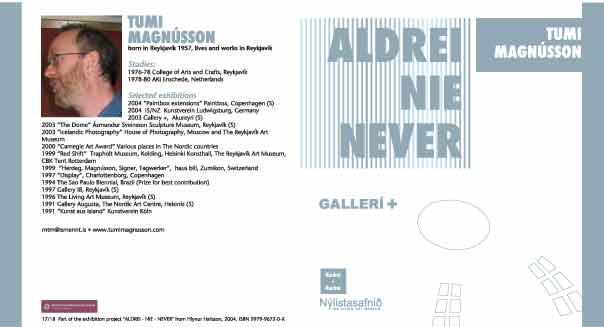 TUMI
MAGNÚSSON
born in Reykjavík 1957, lives and works in Reykjavík
Studies:
1976-78 College of Arts and Crafts, Reykjavík
1978-80 AKI Enschede, Netherlands
Selected exhibitions
2004 "Paintbox extensions" Paintbox, Copenhagen (S)
2004 IS/NZ Kunstverein Ludwigsburg, Germany
2003 Gallery +, Akureyri (S)
2003 "The Dome" Ásmundur Sveinsson Sculpture Museum, Reykjavík (S)
2003 "Icelandic Photography" House of Photography, Moscow and The Reykjavík Art
Museum
2000 "Carnegie Art Award" Various places in The Nordic countries
1999 "Red Shift" Trapholt Museum, Kolding, Helsinki Konsthall, The Reykjavík Art Museum,
CBK Tent Rotterdam
1999 "Herdeg, Magnússon, Signer, Tagwerker", haus bill, Zumikon, Switzerland
1997 "Display", Charlottenborg, Copenhagen
1994 The Sao Paulo Biennial, Brazil (Prize for best contribution)
1997 Gallery I8, Reykjavík (S)
1996 The Living Art Museum, Reykjavík (S)
1991 Gallery Augusta, The Nordic Art Centre, Helsinki (S)
1991 "Kunst aus Island" Kunstverein Köln
mtm@ismennt.is • www.tumimagnusson.com
17/18 Part of the exhibition project "ALDREI - NIE - NEVER" from Hlynur Hallsson, 2004. ISBN 9979-9672-0-X
ALDREI
NIE
NEVER
GALLERÍ +
Nýlistasafnið
TUMI
MAGNÚSSON